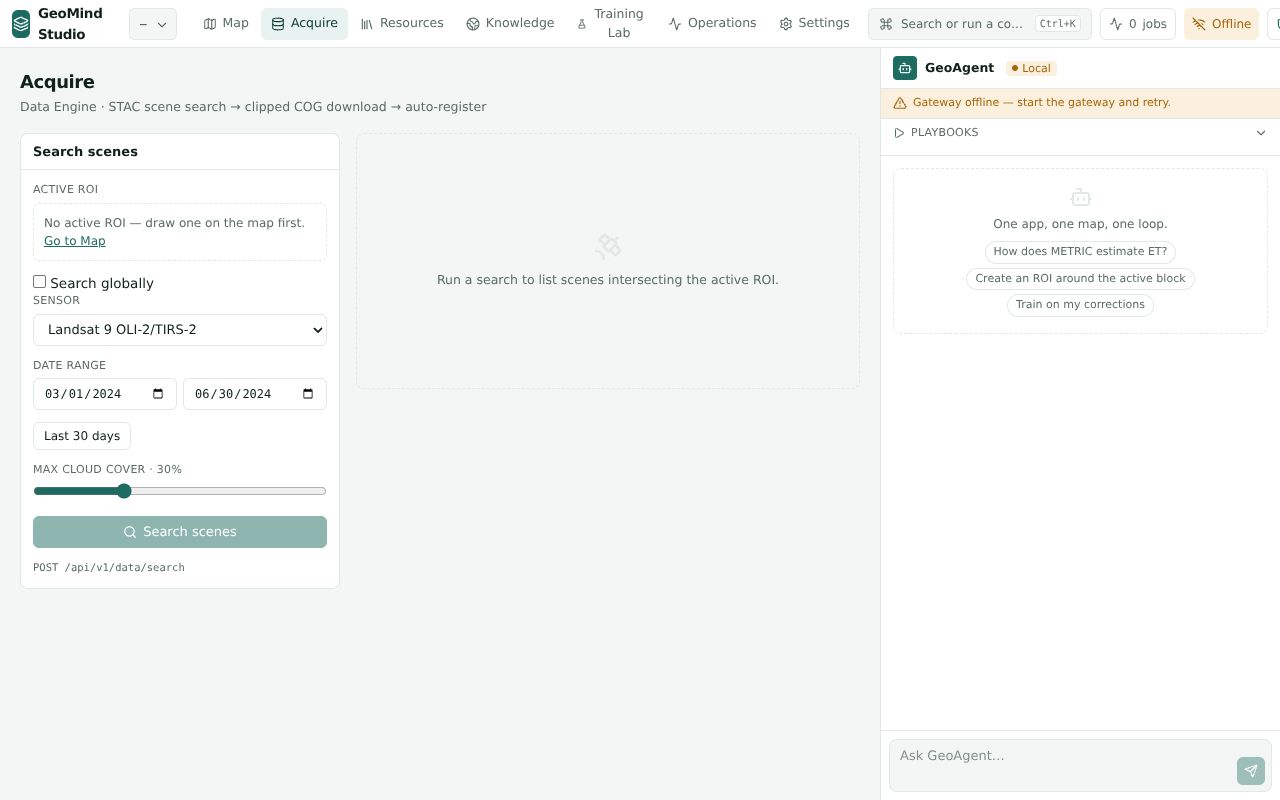 GeoMind Studio
–
Map
Acquire
Resources
Knowledge
Training Lab
Operations
Settings
Search or run a co...
Ctrl+K
0 jobs
Offline
Acquire
Data Engine · STAC scene search → clipped COG download → auto-register
Search scenes
ACTIVE ROI
No active ROI — draw one on the map first.
Go to Map
Search globally
SENSOR
Landsat 9 OLI-2/TIRS-2
DATE RANGE
03/01/2024
06/30/2024
Last 30 days
MAX CLOUD COVER · 30%
Search scenes
POST /api/v1/data/search
Run a search to list scenes intersecting the active ROI.
GeoAgent
Local
Gateway offline — start the gateway and retry.
PLAYBOOKS
One app, one map, one loop.
How does METRIC estimate ET?
Create an ROI around the active block
Train on my corrections
Ask GeoAgent...